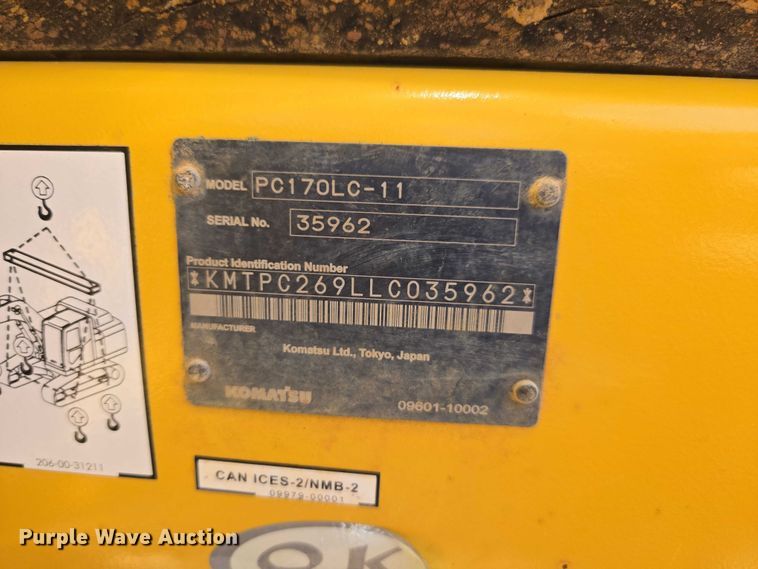 MODEL PC170LC-11
SERIAL No. 35962
Product Identification Number
*KMTPC269LLC035962*
MANUFACTURER
Komatsu Ltd., Tokyo, Japan
KOMATSU
09601-10002
206-00-31211
CAN ICES-2/NMB-2
09979-00001
OK
Purple Wave Auction